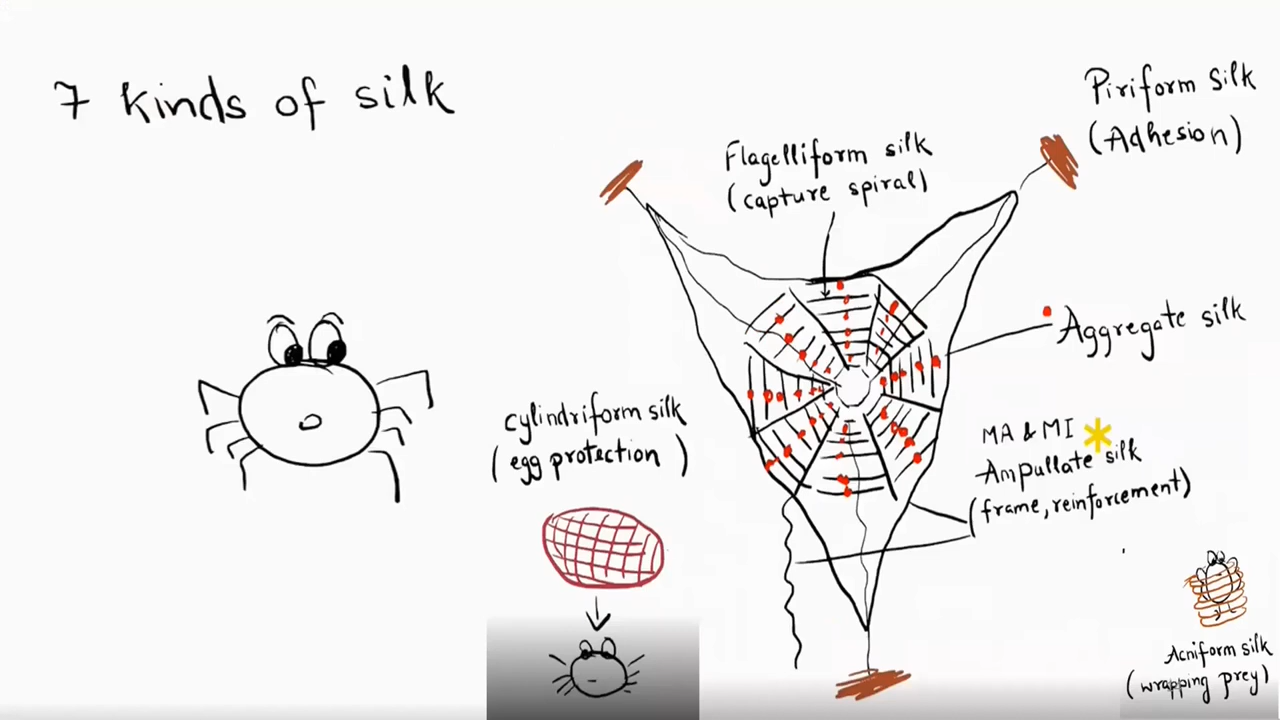 7 kinds of silk
Piriform silk
(Adhesion)
Flagelliform silk
(capture spiral)
Aggregate silk
cylindriform silk
(egg protection)
MA & MI
Ampullate silk
(frame, reinforcement)
Acniform silk
(wrapping prey)